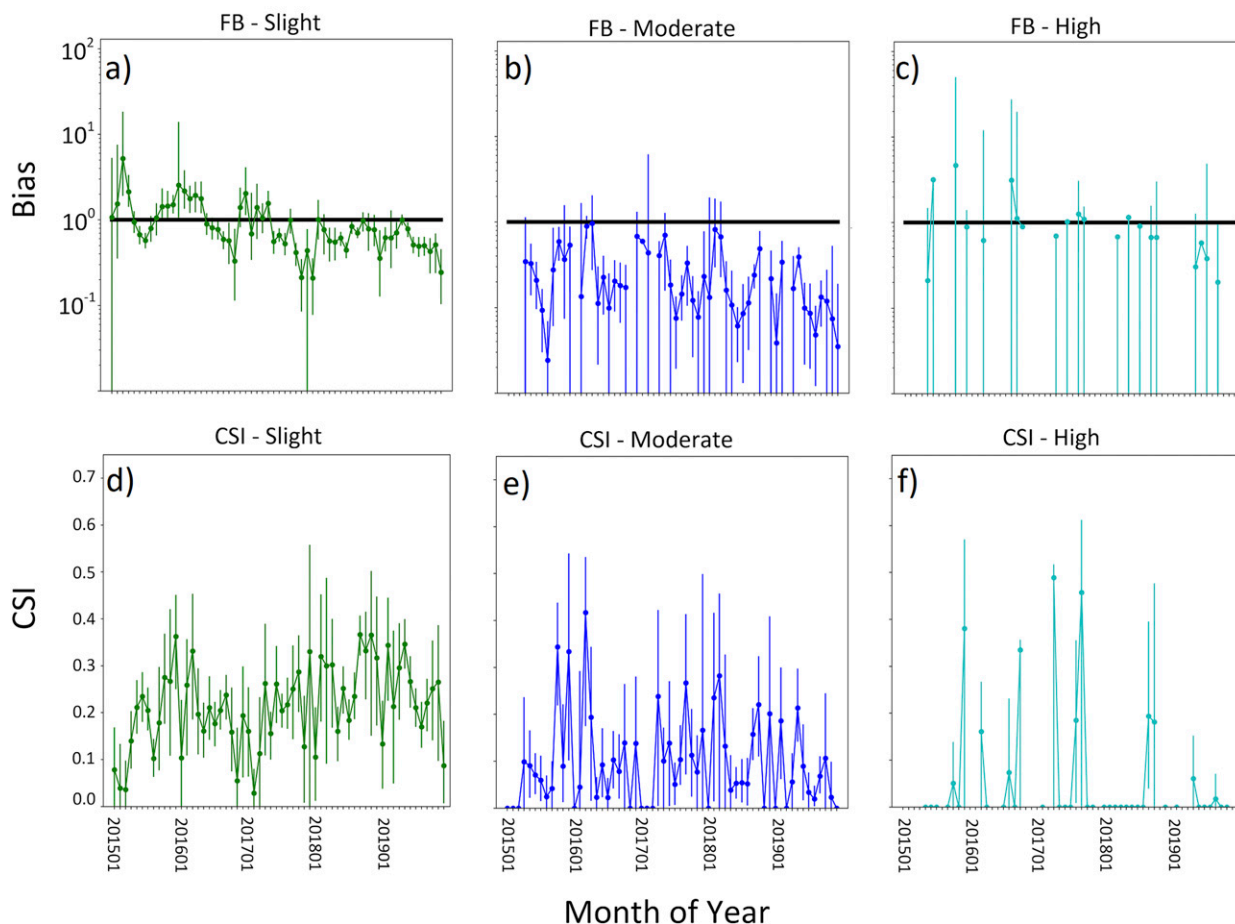 FB - Slight
FB - Moderate
FB - High
a)
b)
c)
10²
10¹
10⁰
10⁻¹
Bias
CSI - Slight
CSI - Moderate
CSI - High
d)
e)
f)
0.7
0.6
0.5
0.4
0.3
0.2
0.1
0.0
CSI
201501
201601
201701
201801
201901
201501
201601
201701
201801
201901
201501
201601
201701
201801
201901
Month of Year